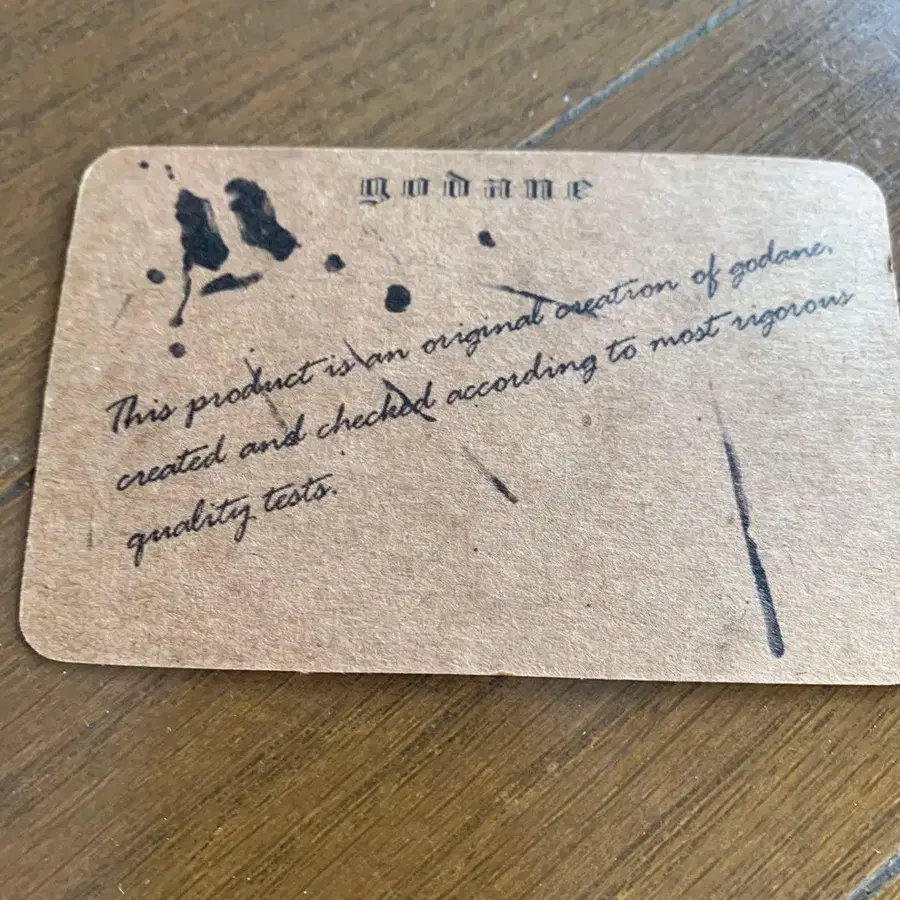 godane
This product is an original creation of godane.
created and checked according to most rigorous
quality tests.